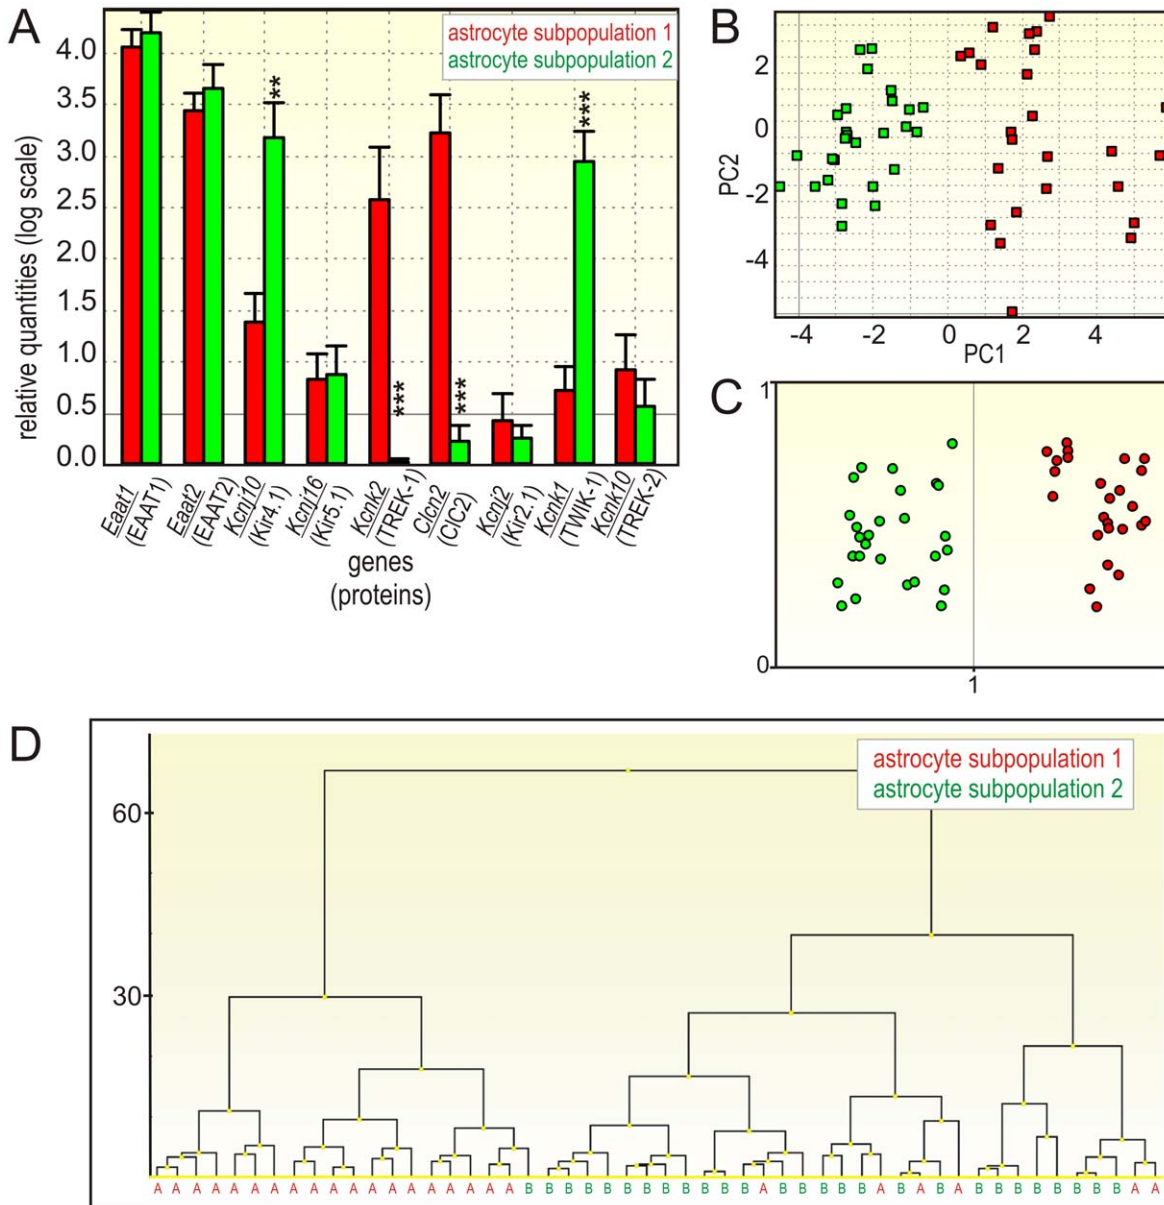 A
relative quantities (log scale)
4.0
3.5
3.0
2.5
2.0
1.5
1.0
0.5
0.0
astrocyte subpopulation 1
astrocyte subpopulation 2
**
***
***
***
Eaat1
(EAAT1)
Eaat2
(EAAT2)
Kcnj10
(Kir4.1)
Kcnj16
(Kir5.1)
Kcnk2
(TREK-1)
Clcn2
(ClC2)
Kcnj2
(Kir2.1)
Kcnk1
(TWIK-1)
Kcnk10
(TREK-2)
genes
(proteins)
B
PC2
2
0
-2
-4
-4 -2 0 2 4
PC1
C
1
0
1
D
60
30
astrocyte subpopulation 1
astrocyte subpopulation 2
A A A A A A A A A A A A A A A A A A A B B B B B B B B B B B B A B B B B B A B A B A B B B B B B B B A A